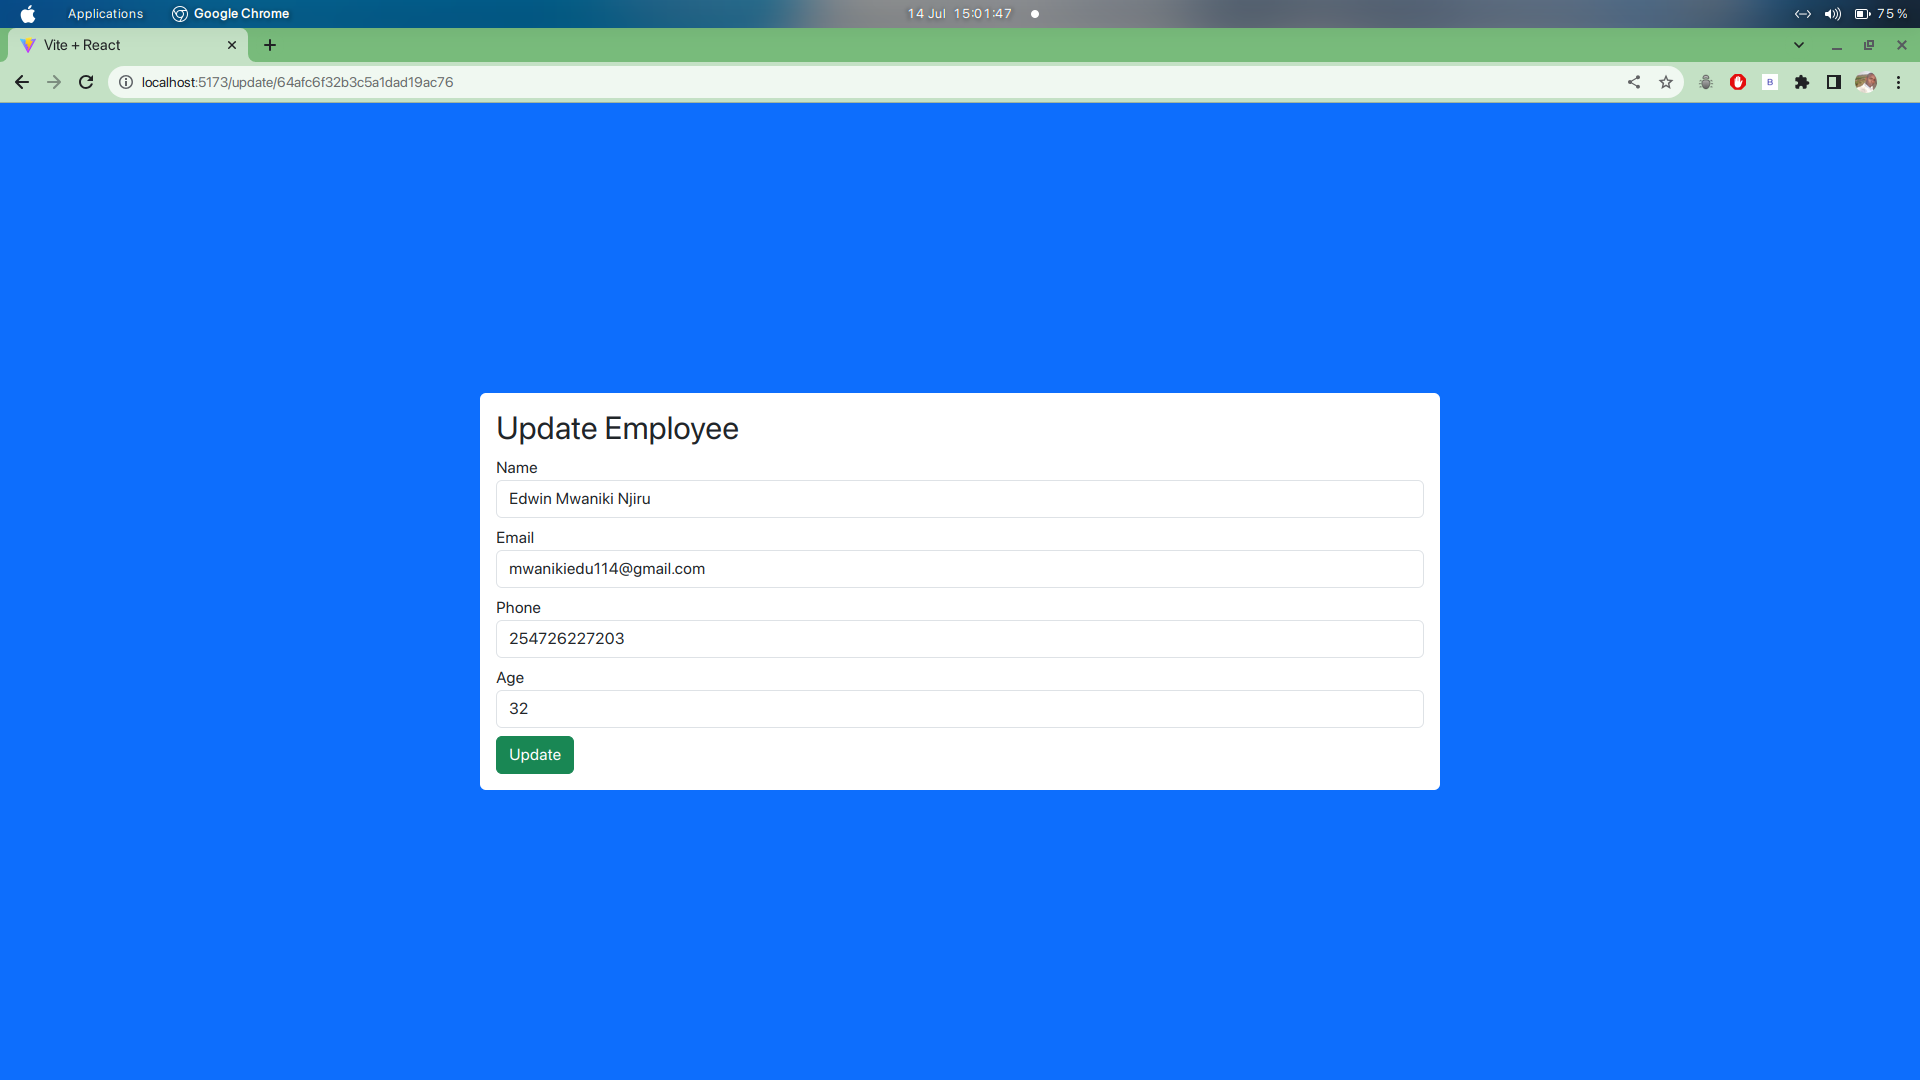 Applications Google Chrome 14 Jul 15:01:47 75%
Vite + React
localhost:5173/update/64afc6f32b3c5a1dad19ac76 B
Update Employee
Name
Edwin Mwaniki Njiru
Email
mwanikiedu114@gmail.com
Phone
254726227203
Age
32
Update